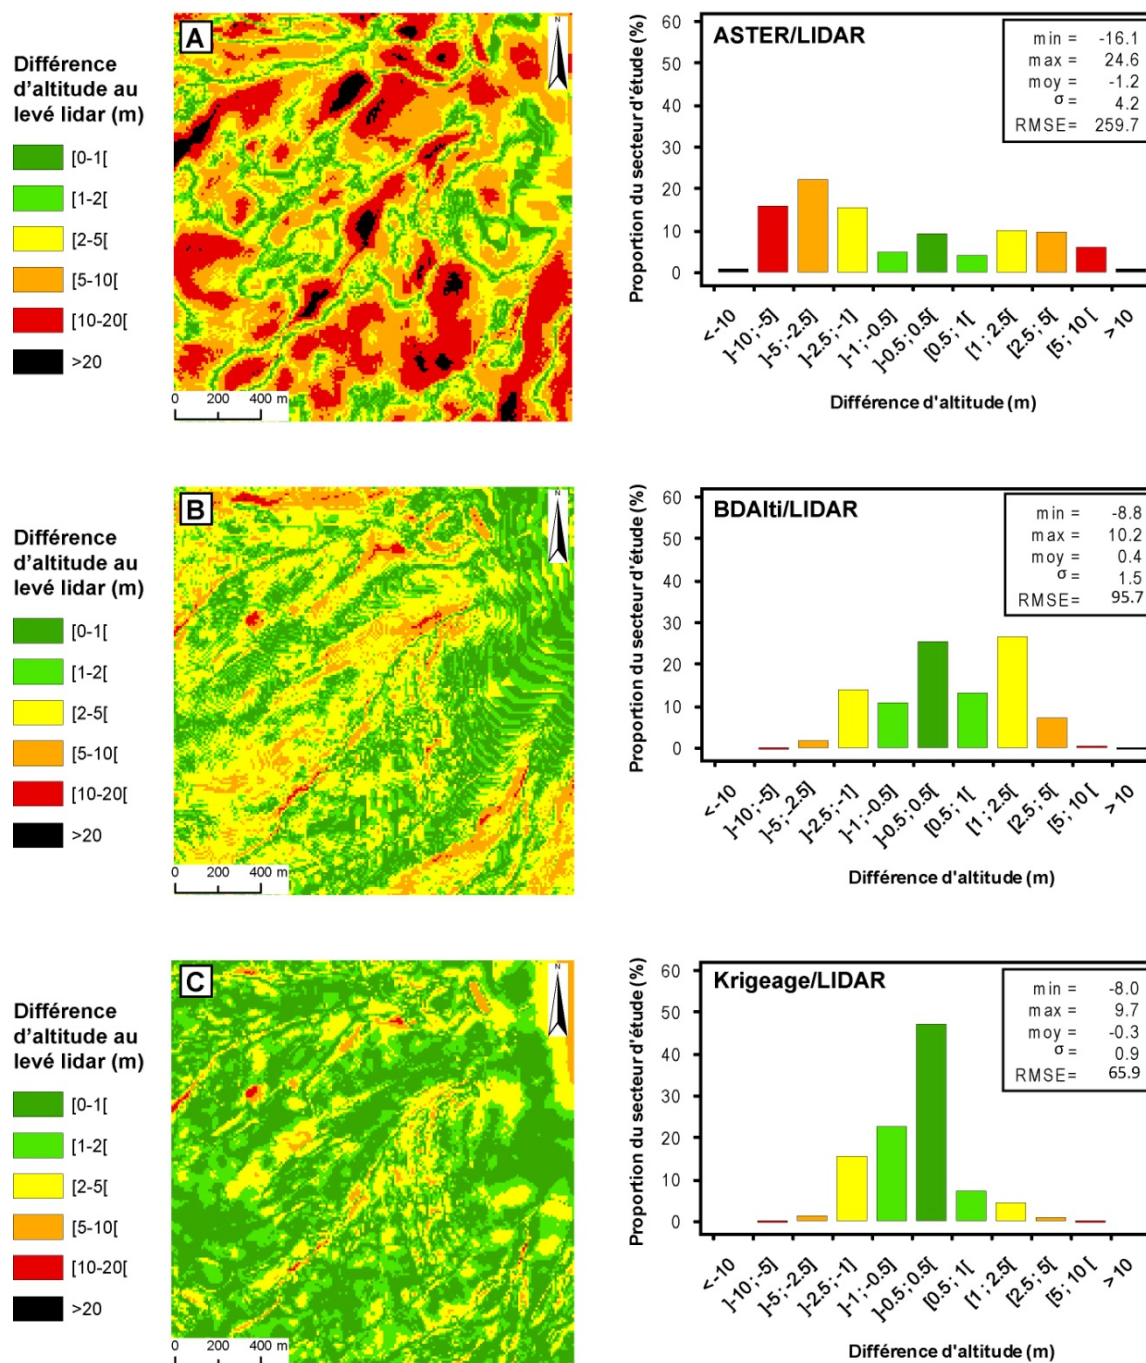 Différence
d'altitude au
levé lidar (m)
[0-1[
[1-2[
[2-5[
[5-10[
[10-20[
>20
A
N
0 200 400 m
Proportion du secteur d'étude (%)
60
50
40
30
20
10
0
ASTER/LIDAR
min = -16.1
max = 24.6
moy = -1.2
σ = 4.2
RMSE= 259.7
<-10
]-10 ; -5]
]-5 ; -2.5]
]-2.5 ; -1]
]-1 ; -0.5]
]-0.5 ; 0.5[
[0.5 ; 1[
[1 ; 2.5[
[2.5 ; 5[
[5 ; 10 [
>10
Différence d'altitude (m)
Différence
d'altitude au
levé lidar (m)
[0-1[
[1-2[
[2-5[
[5-10[
[10-20[
>20
B
N
0 200 400 m
Proportion du secteur d'étude (%)
60
50
40
30
20
10
0
BDAlti/LIDAR
min = -8.8
max = 10.2
moy = 0.4
σ = 1.5
RMSE= 95.7
<-10
]-10 ; -5]
]-5 ; -2.5]
]-2.5 ; -1]
]-1 ; -0.5]
]-0.5 ; 0.5[
[0.5 ; 1[
[1 ; 2.5[
[2.5 ; 5[
[5 ; 10 [
>10
Différence d'altitude (m)
Différence
d'altitude au
levé lidar (m)
[0-1[
[1-2[
[2-5[
[5-10[
[10-20[
>20
C
N
0 200 400 m
Proportion du secteur d'étude (%)
60
50
40
30
20
10
0
Krigeage/LIDAR
min = -8.0
max = 9.7
moy = -0.3
σ = 0.9
RMSE= 65.9
<-10
]-10 ; -5]
]-5 ; -2.5]
]-2.5 ; -1]
]-1 ; -0.5]
]-0.5 ; 0.5[
[0.5 ; 1[
[1 ; 2.5[
[2.5 ; 5[
[5 ; 10 [
>10
Différence d'altitude (m)